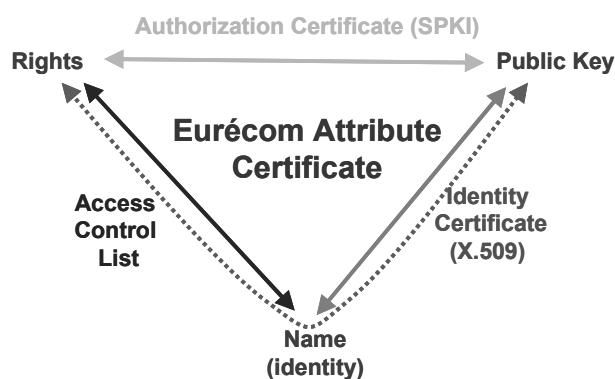 Authorization Certificate (SPKI)
Rights
Public Key
Eurécom Attribute
Certificate
Access
Control
List
Identity
Certificate
(X.509)
Name
(identity)